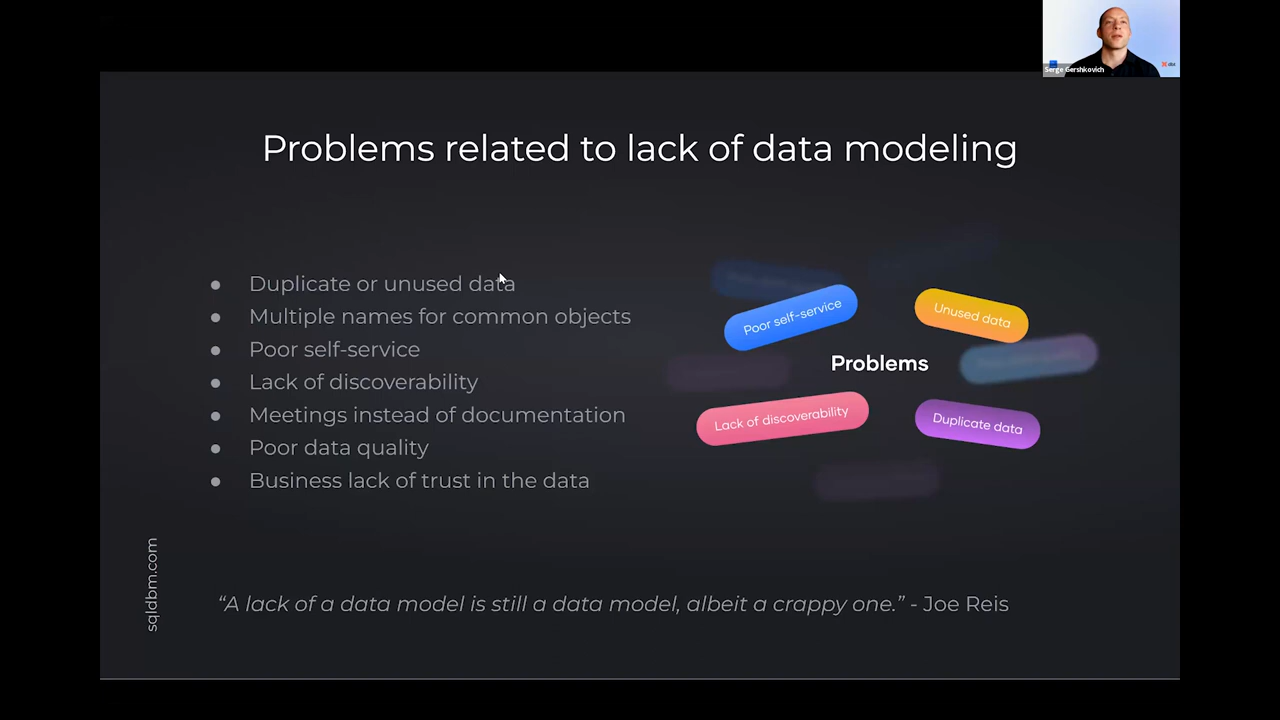 Serge Gershkovich
dbt
Problems related to lack of data modeling
● Duplicate or unused data
● Multiple names for common objects
● Poor self-service
● Lack of discoverability
● Meetings instead of documentation
● Poor data quality
● Business lack of trust in the data
Poor self-service
Unused data
Problems
Lack of discoverability
Duplicate data
sqldbm.com
“A lack of a data model is still a data model, albeit a crappy one.” - Joe Reis